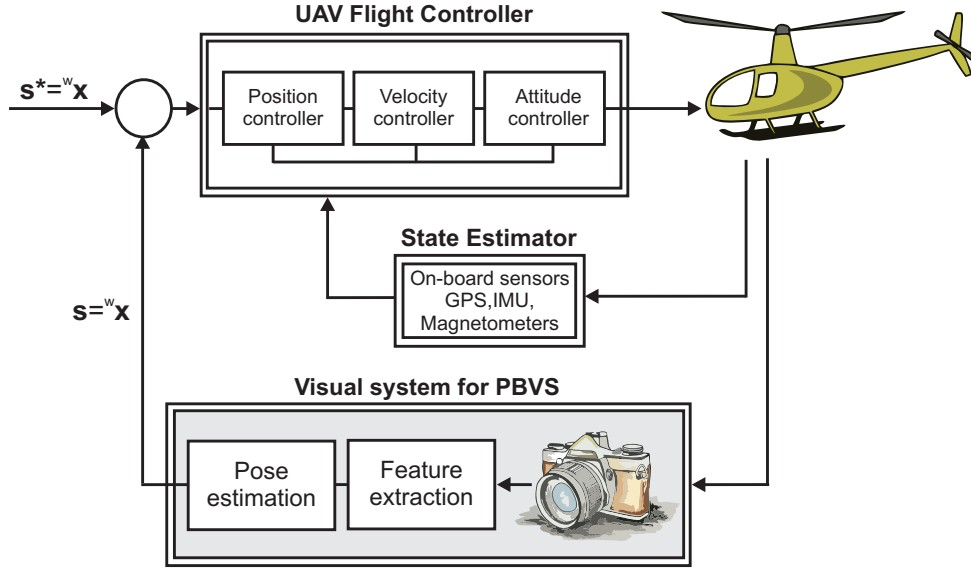 UAV Flight Controller
s*=ʷx
Position
controller
Velocity
controller
Attitude
controller
State Estimator
On-board sensors
GPS,IMU,
Magnetometers
s=ʷx
Visual system for PBVS
Pose
estimation
Feature
extraction